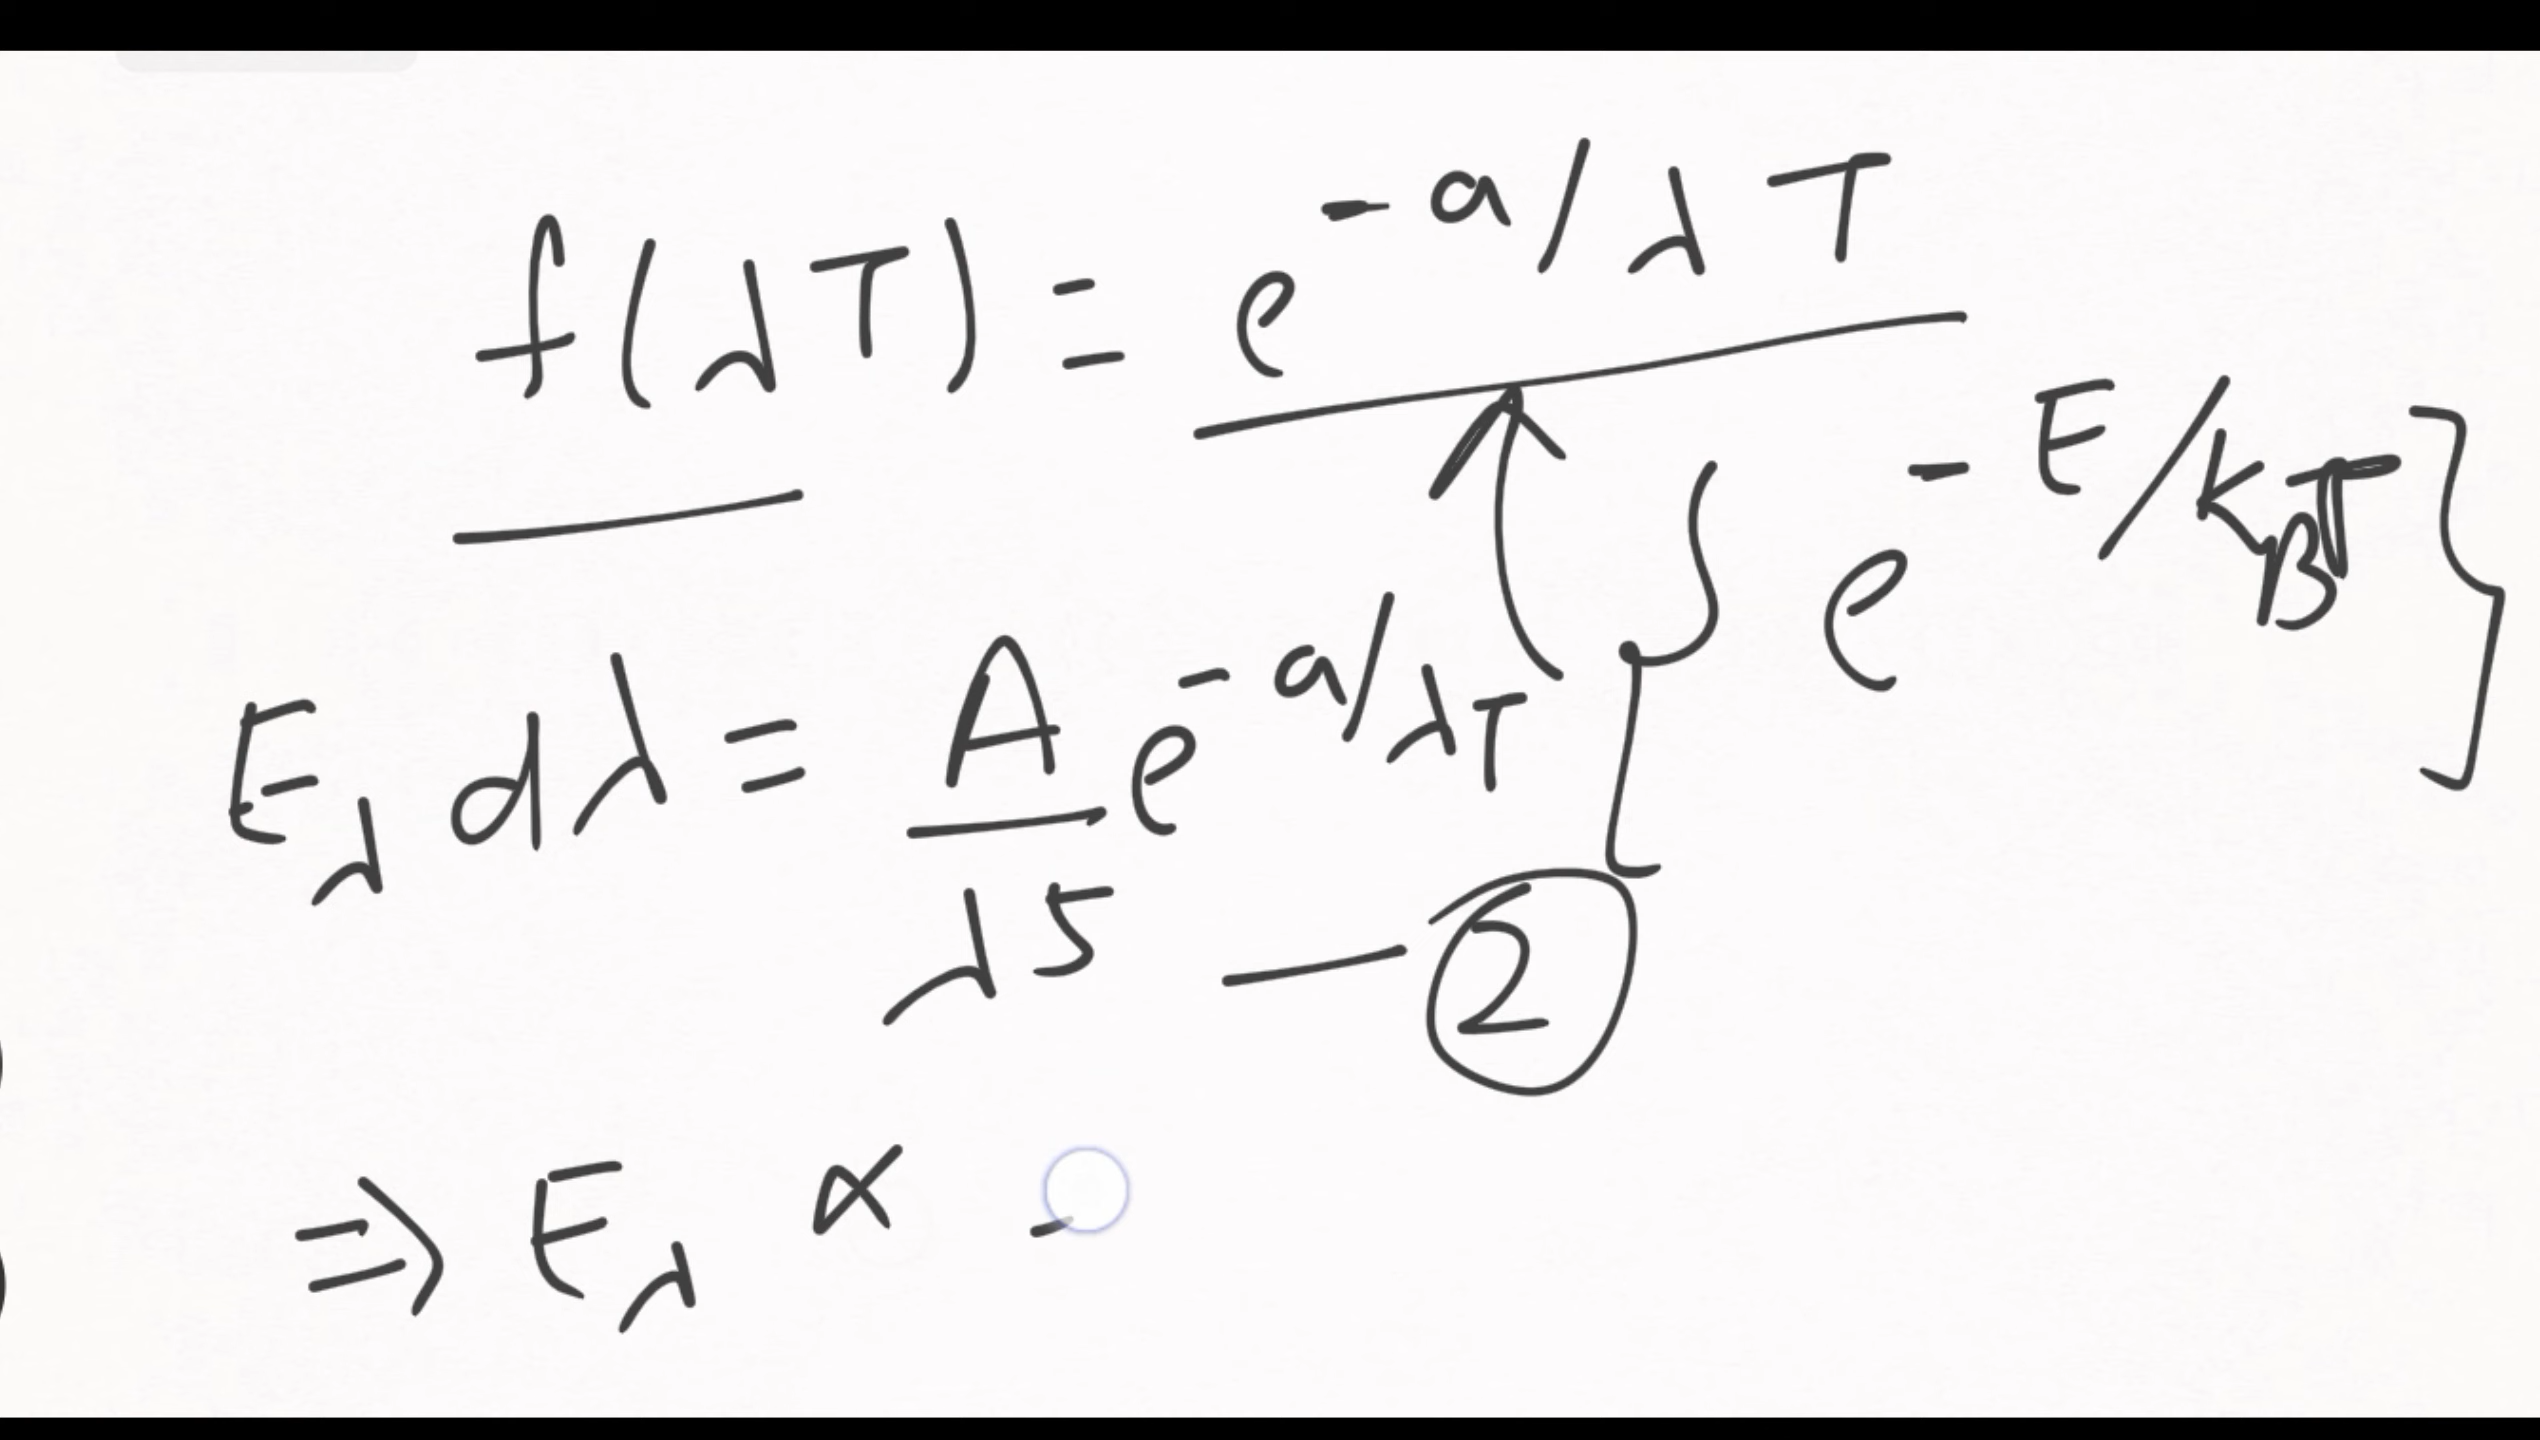 f(λT) = e^{-a/λT}
{ e^{-E/k_BT} }
E_λ dλ = A/λ^5 e^{-a/λT} — ②
⇒ E_λ ∝ -